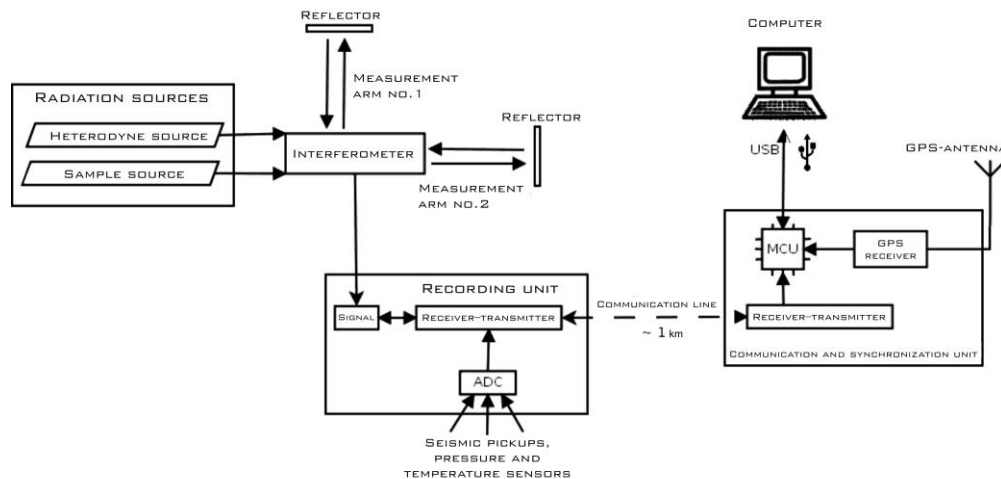 Reflector
Measurement
arm no.1
Radiation sources
Heterodyne source
Sample source
Interferometer
Reflector
Measurement
arm no.2
Computer
USB
GPS-antenna
MCU
GPS
receiver
Receiver-transmitter
Communication and synchronization unit
Communication line
~ 1 km
Recording unit
Signal
Receiver-transmitter
ADC
Seismic pickups,
pressure and
temperature sensors